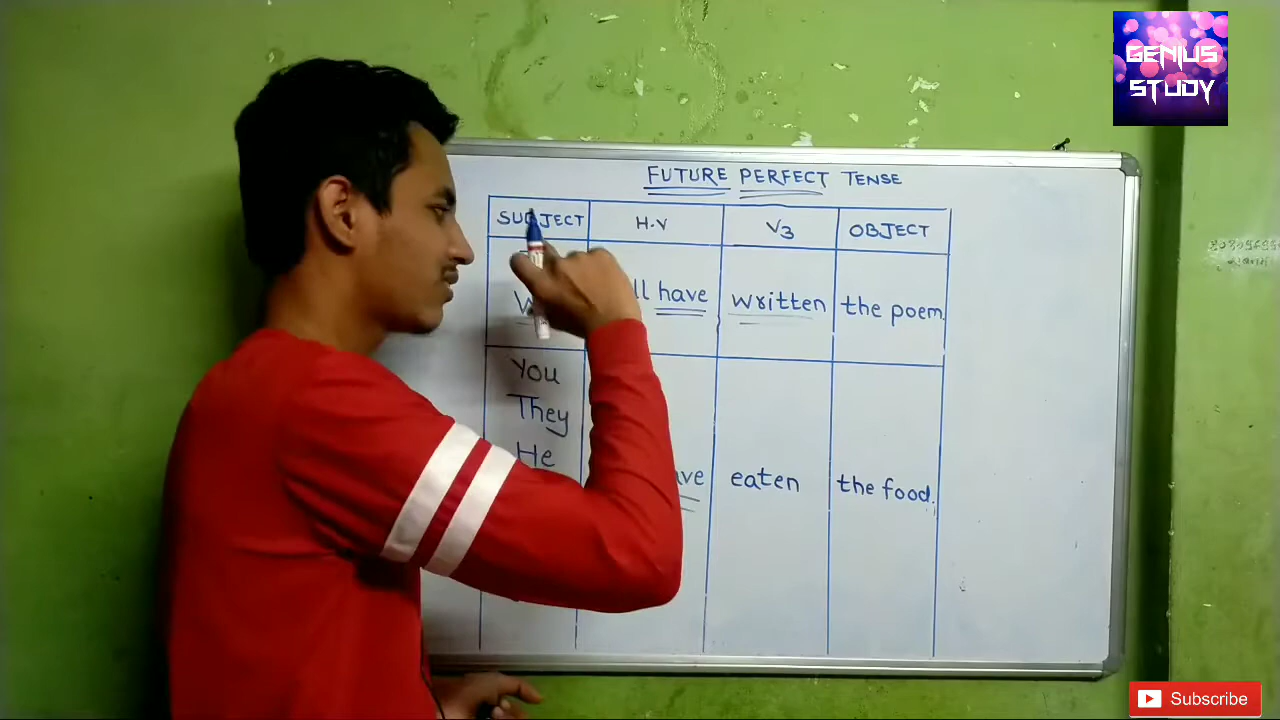 GENIUS
STUDY
FUTURE PERFECT TENSE
SUBJECT H.V V3 OBJECT
have written the poem.
You
They
He
eaten the food.
Subscribe